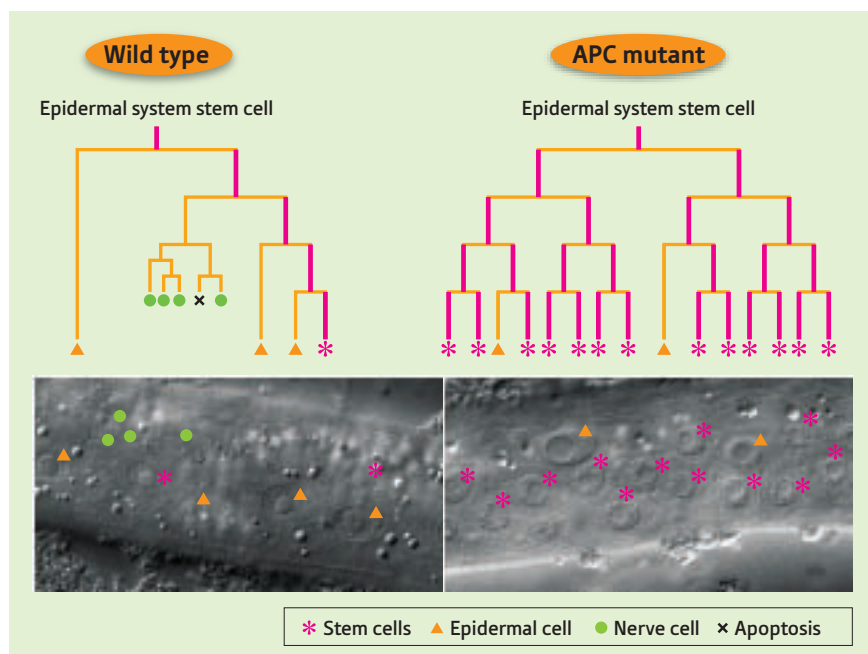 Wild type
APC mutant
Epidermal system stem cell
Epidermal system stem cell
Stem cells
Epidermal cell
Nerve cell
Apoptosis